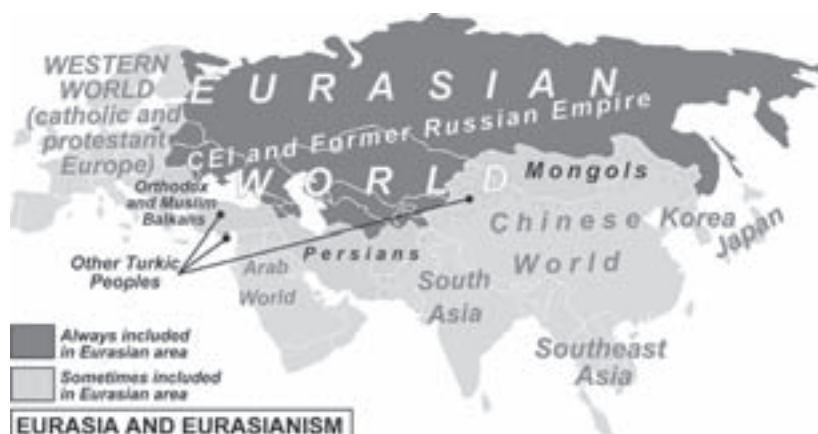 WESTERN
WORLD
(catholic and
protestant
Europe)
EURASIAN
CEI and Former Russian Empire
WORLD
Orthodox
and Muslim
Balkans
Mongols
Chinese
World
Korea
Japan
Other Turkic
Peoples
Persians
Arab
World
South
Asia
Southeast
Asia
Always included
in Eurasian area
Sometimes included
in Eurasian area
EURASIA AND EURASIANISM